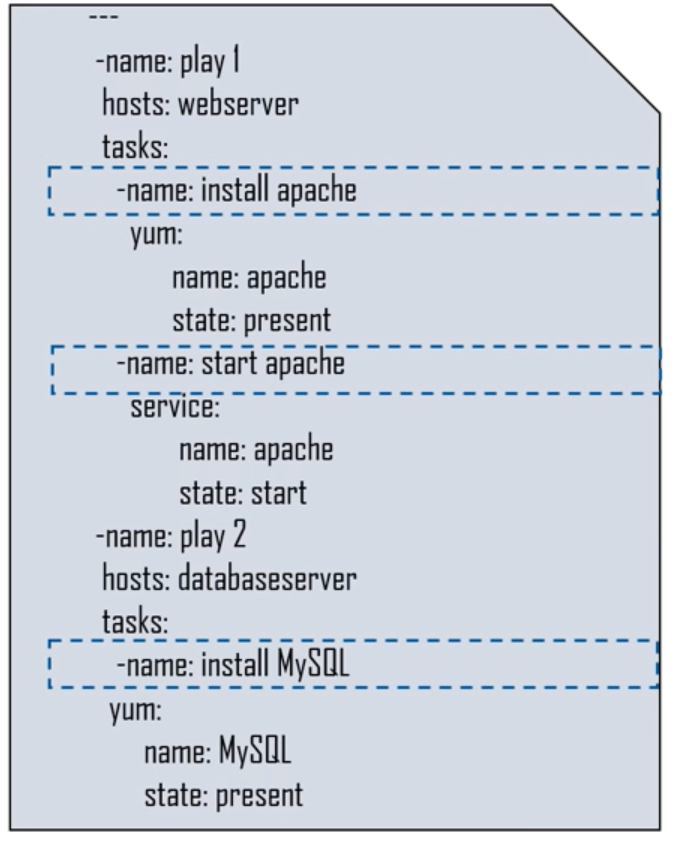 ---
-name: play 1
hosts: webserver
tasks:
-name: install apache
yum:
name: apache
state: present
-name: start apache
service:
name: apache
state: start
-name: play 2
hosts: databaseserver
tasks:
-name: install MySQL
yum:
name: MySQL
state: present